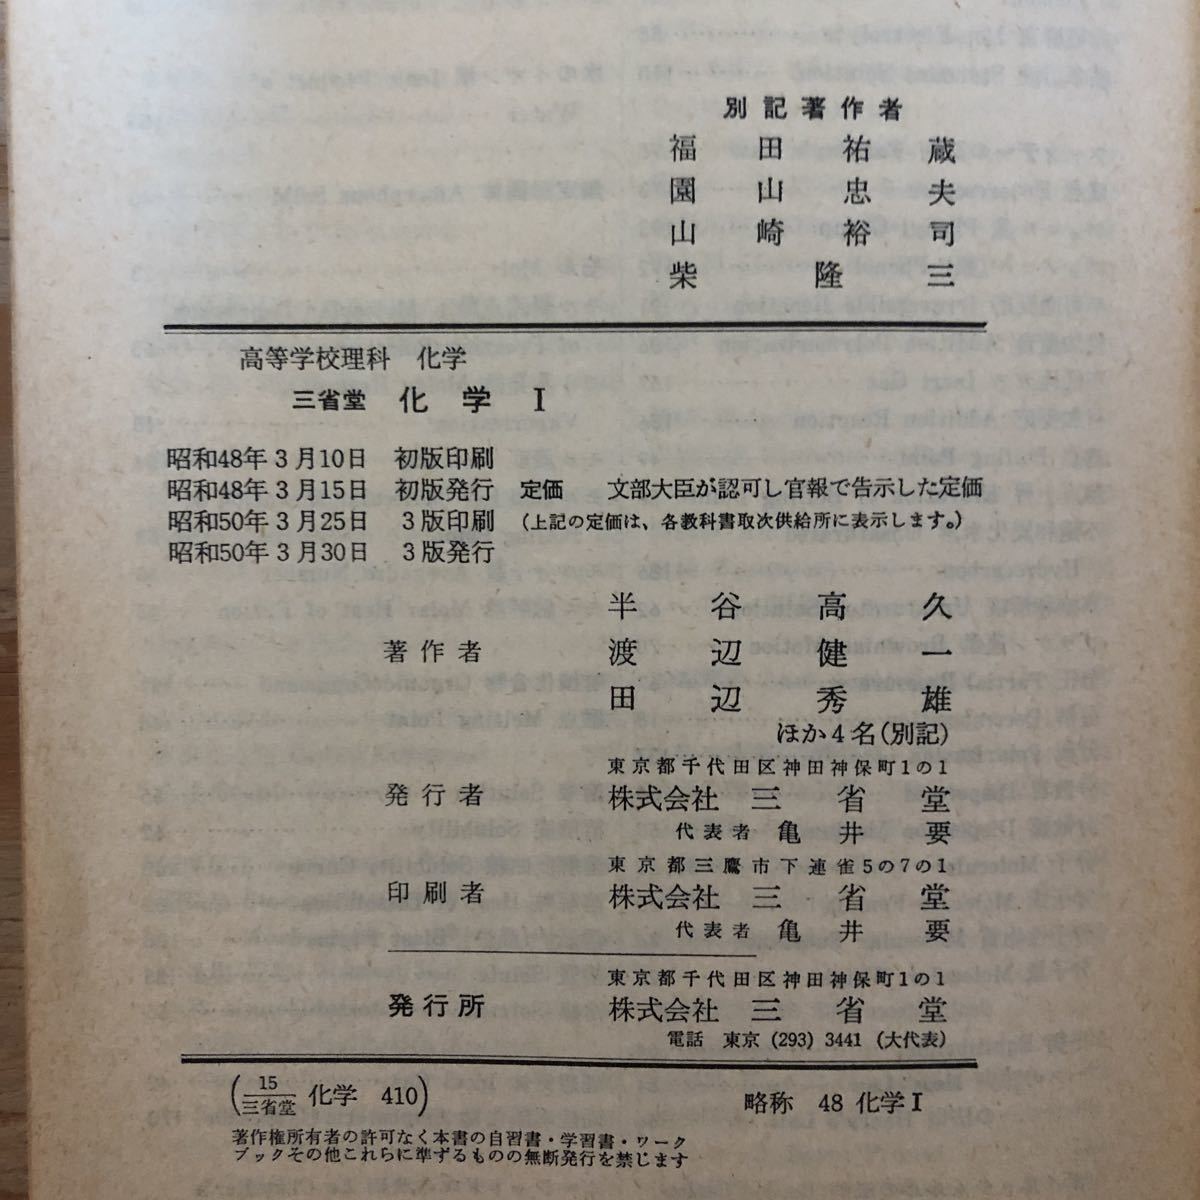 別記著作者
福田祐蔵
園山忠夫
山崎裕司
柴隆三
高等学校理科 化学
三省堂 化学 I
昭和48年3月10日 初版印刷
昭和48年3月15日 初版発行 定価 文部大臣が認可し官報で告示した定価
昭和50年3月25日 3版印刷 (上記の定価は、各教科書取次供給所に表示します。)
昭和50年3月30日 3版発行
半谷高久
著作者 渡辺健一
田辺秀雄
ほか4名(別記)
東京都千代田区神田神保町1の1
発行者 株式会社 三省堂
代表者 亀井要
東京都三鷹市下連雀5の7の1
印刷者 株式会社 三省堂
代表者 亀井要
東京都千代田区神田神保町1の1
発行所 株式会社 三省堂
電話 東京 (293) 3441 (大代表)
(15/三省堂 化学 410) 略称 48 化学I
著作権所有者の許可なく本書の自習書・学習書・ワーク
ブックその他これらに準ずるものの無断発行を禁じます